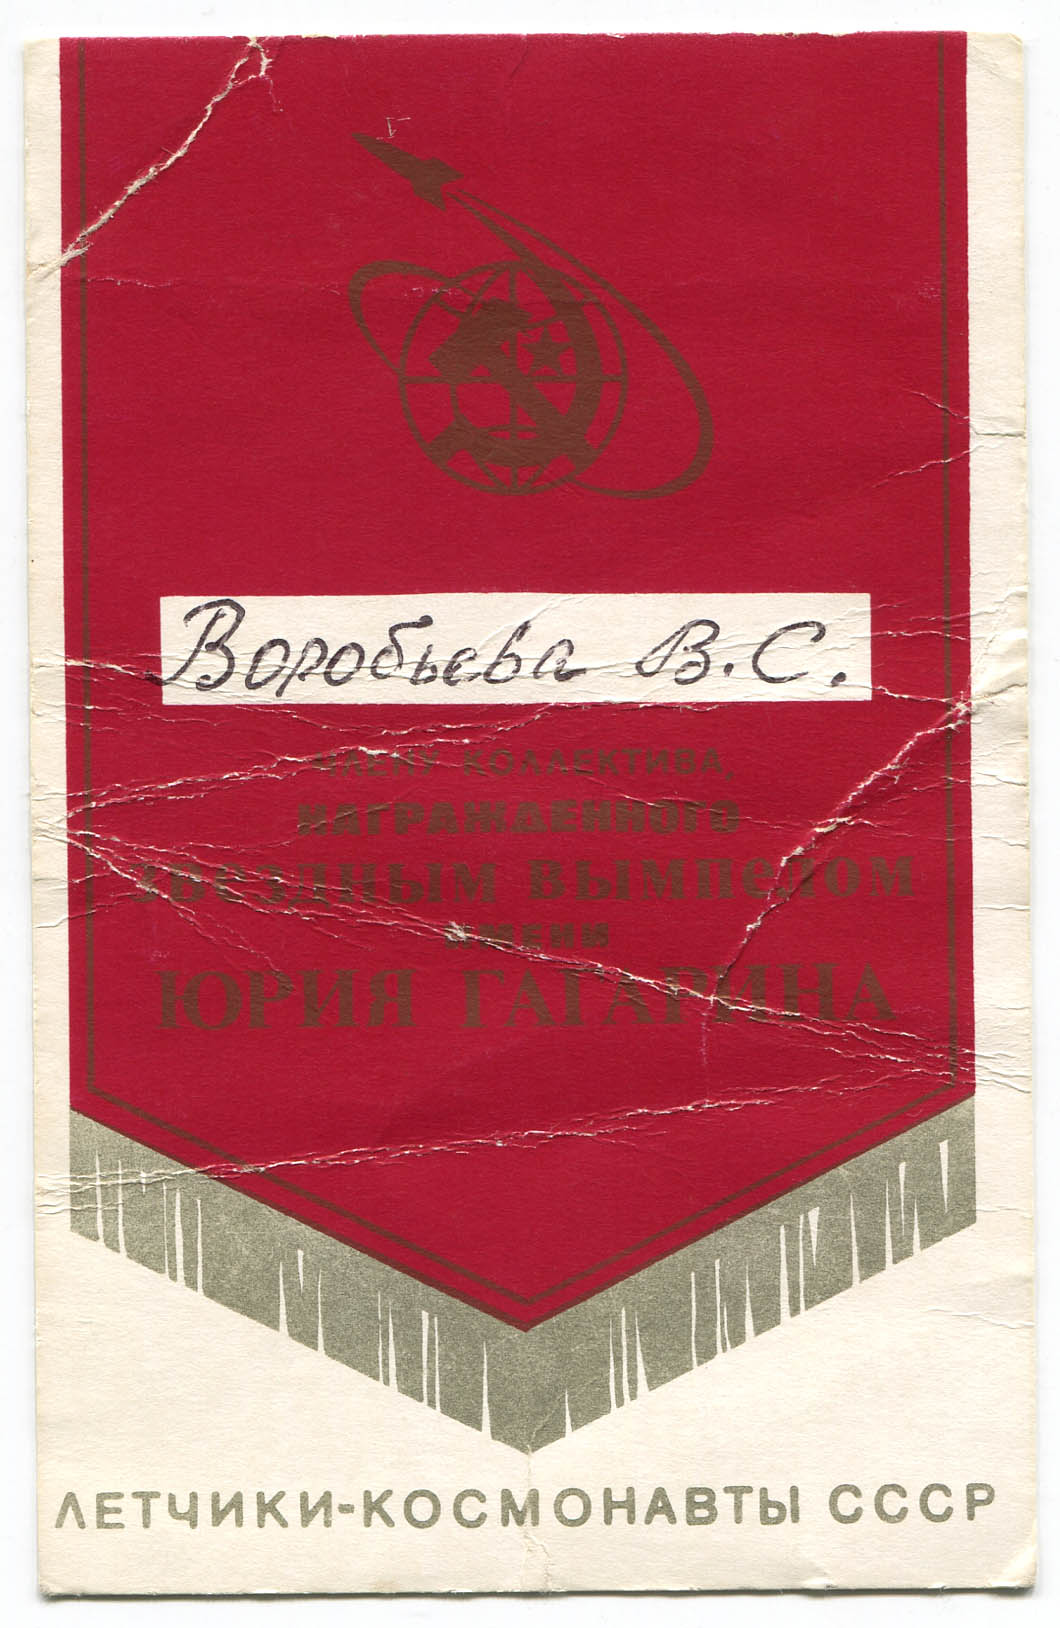 Воробьева В. С.
ЧЛЕНУ КОЛЛЕКТИВА,
НАГРАЖДЕННОГО
ЗВЕЗДНЫМ ВЫМПЕЛОМ
ИМЕНИ
ЮРИЯ ГАГАРИНА
ЛЕТЧИКИ-КОСМОНАВТЫ СССР